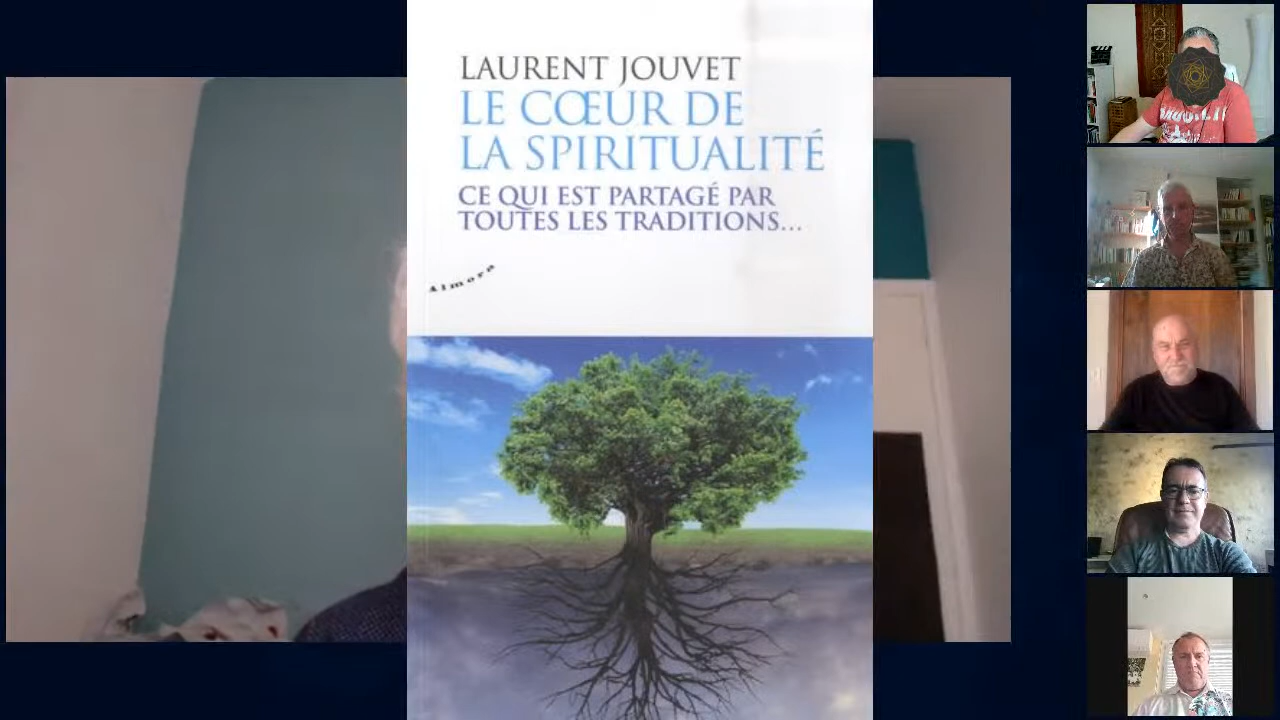 LAURENT JOUVET
LE CŒUR DE
LA SPIRITUALITÉ
CE QUI EST PARTAGÉ PAR
TOUTES LES TRADITIONS...
Almora